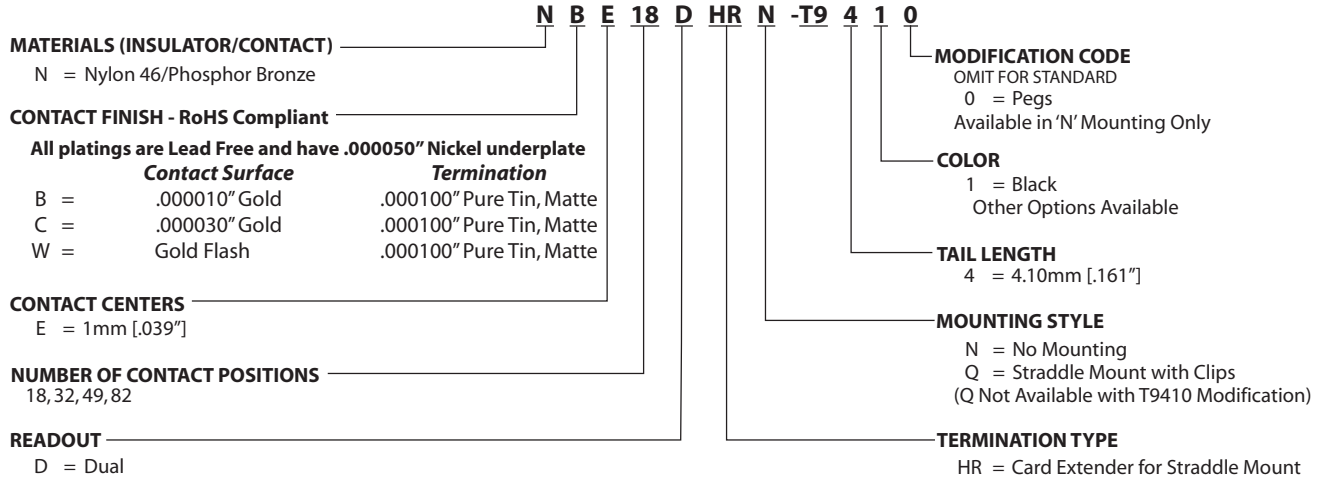 N B E 18 D HR N -T9 4 1 0
MATERIALS (INSULATOR/CONTACT)
N = Nylon 46/Phosphor Bronze
CONTACT FINISH - RoHS Compliant
All platings are Lead Free and have .000050” Nickel underplate
Contact Surface Termination
B = .000010” Gold .000100” Pure Tin, Matte
C = .000030” Gold .000100” Pure Tin, Matte
W = Gold Flash .000100” Pure Tin, Matte
CONTACT CENTERS
E = 1mm [.039”]
NUMBER OF CONTACT POSITIONS
18, 32, 49, 82
READOUT
D = Dual
MODIFICATION CODE
OMIT FOR STANDARD
0 = Pegs
Available in ‘N’ Mounting Only
COLOR
1 = Black
Other Options Available
TAIL LENGTH
4 = 4.10mm [.161”]
MOUNTING STYLE
N = No Mounting
Q = Straddle Mount with Clips
(Q Not Available with T9410 Modification)
TERMINATION TYPE
HR = Card Extender for Straddle Mount